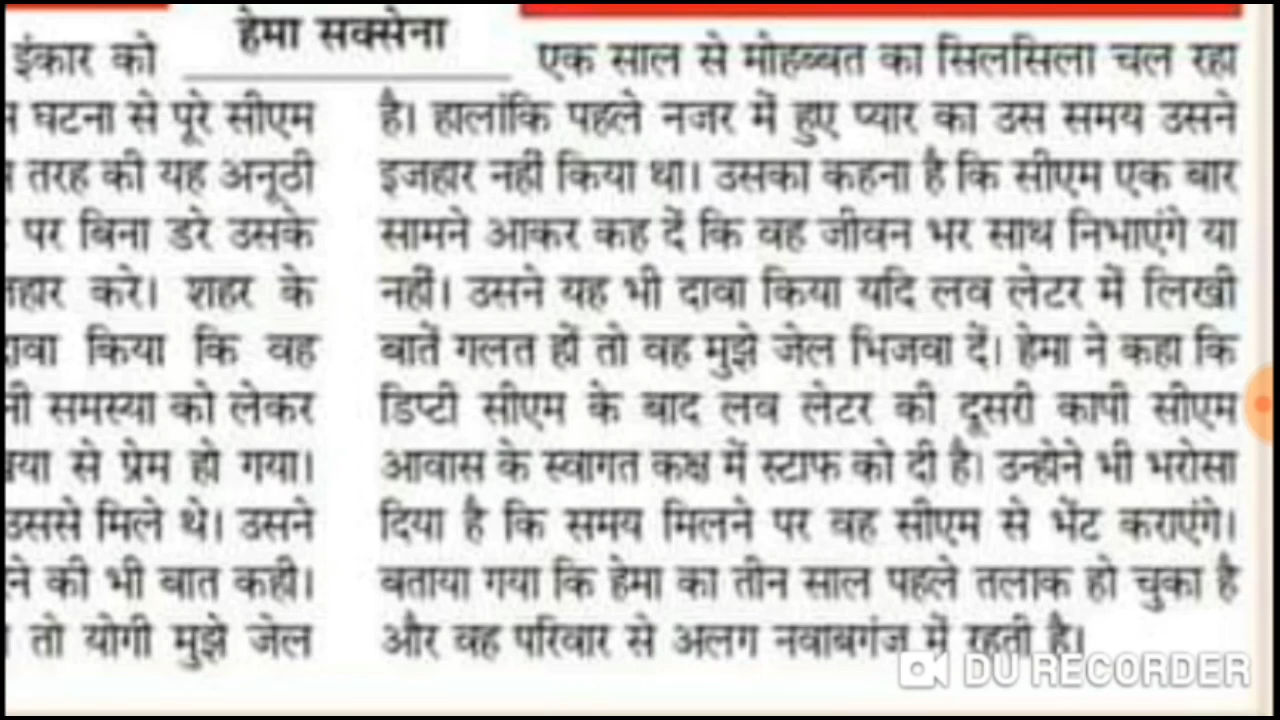 हेमा सक्सेना
इंकार को
घटना से पूरे सीएम
तरह की यह अनूठी
पर बिना डरे उसके
करे। शहर के
किया कि वह
समस्या को लेकर
से प्रेम हो गया।
उससे मिले थे। उसने
की भी बात कही।
तो योगी मुझे जेल
एक साल से मोहब्बत का सिलसिला चल रहा
है। हालांकि पहले नजर में हुए प्यार का उस समय उसने
इजहार नहीं किया था। उसका कहना है कि सीएम एक बार
सामने आकर कह दें कि वह जीवन भर साथ निभाएंगे या
नहीं। उसने यह भी दावा किया यदि लव लेटर में लिखी
बातें गलत हों तो वह मुझे जेल भिजवा दें। हेमा ने कहा कि
डिप्टी सीएम के बाद लव लेटर की दूसरी कापी सीएम
आवास के स्वागत कक्ष में स्टाफ को दी है। उन्होने भी भरोसा
दिया है कि समय मिलने पर वह सीएम से भेंट कराएंगे।
बताया गया कि हेमा का तीन साल पहले तलाक हो चुका है
और वह परिवार से अलग नवाबगंज में रहती है।
DU RECORDER